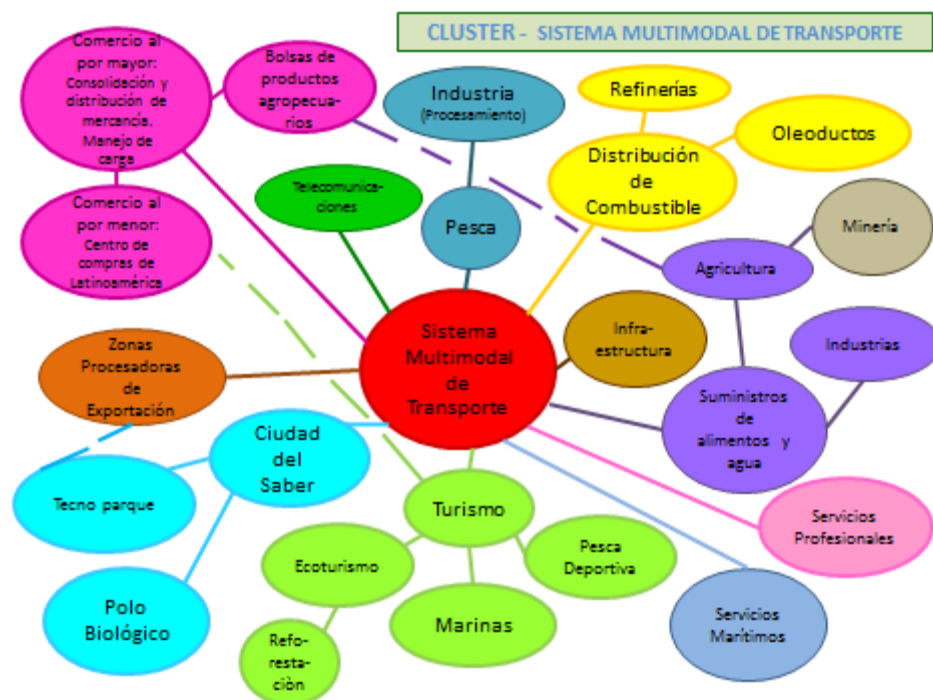 CLUSTER - SISTEMA MULTIMODAL DE TRANSPORTE
Comercio al
por mayor:
Consolidación y
distribución de
mercancía.
Manejo de
carga
Bolsas de
productos
agropecua-
rios
Industria
(Procesamiento)
Refinerías
Oleoductos
Distribución
de
Combustible
Telecomunica-
ciones
Pesca
Minería
Comercio al
por menor:
Centro de
compras de
Latinoamérica
Agricultura
Zonas
Procesadoras
de
Exportación
Sistema
Multimodal
de
Transporte
Infra-
estructura
Industrias
Suministros
de
alimentos y
agua
Ciudad
del
Saber
Tecno parque
Turismo
Servicios
Profesionales
Ecoturismo
Pesca
Deportiva
Polo
Biológico
Marinas
Servicios
Marítimos
Refo-
resta-
ciòn